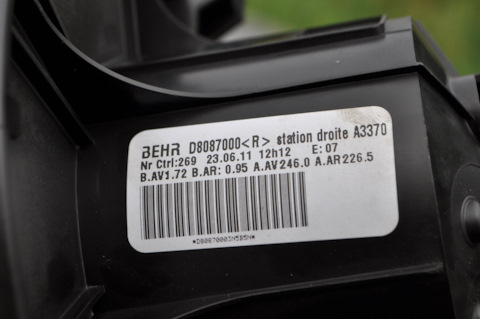 BEHR D8087000<R> station droite A3370
Nr Ctrl:269 23.06.11 12h12 E: 07
B.AV1.72 B.AR: 0.95 A.AV246.0 A.AR226.5
*D80870003N5B5N*